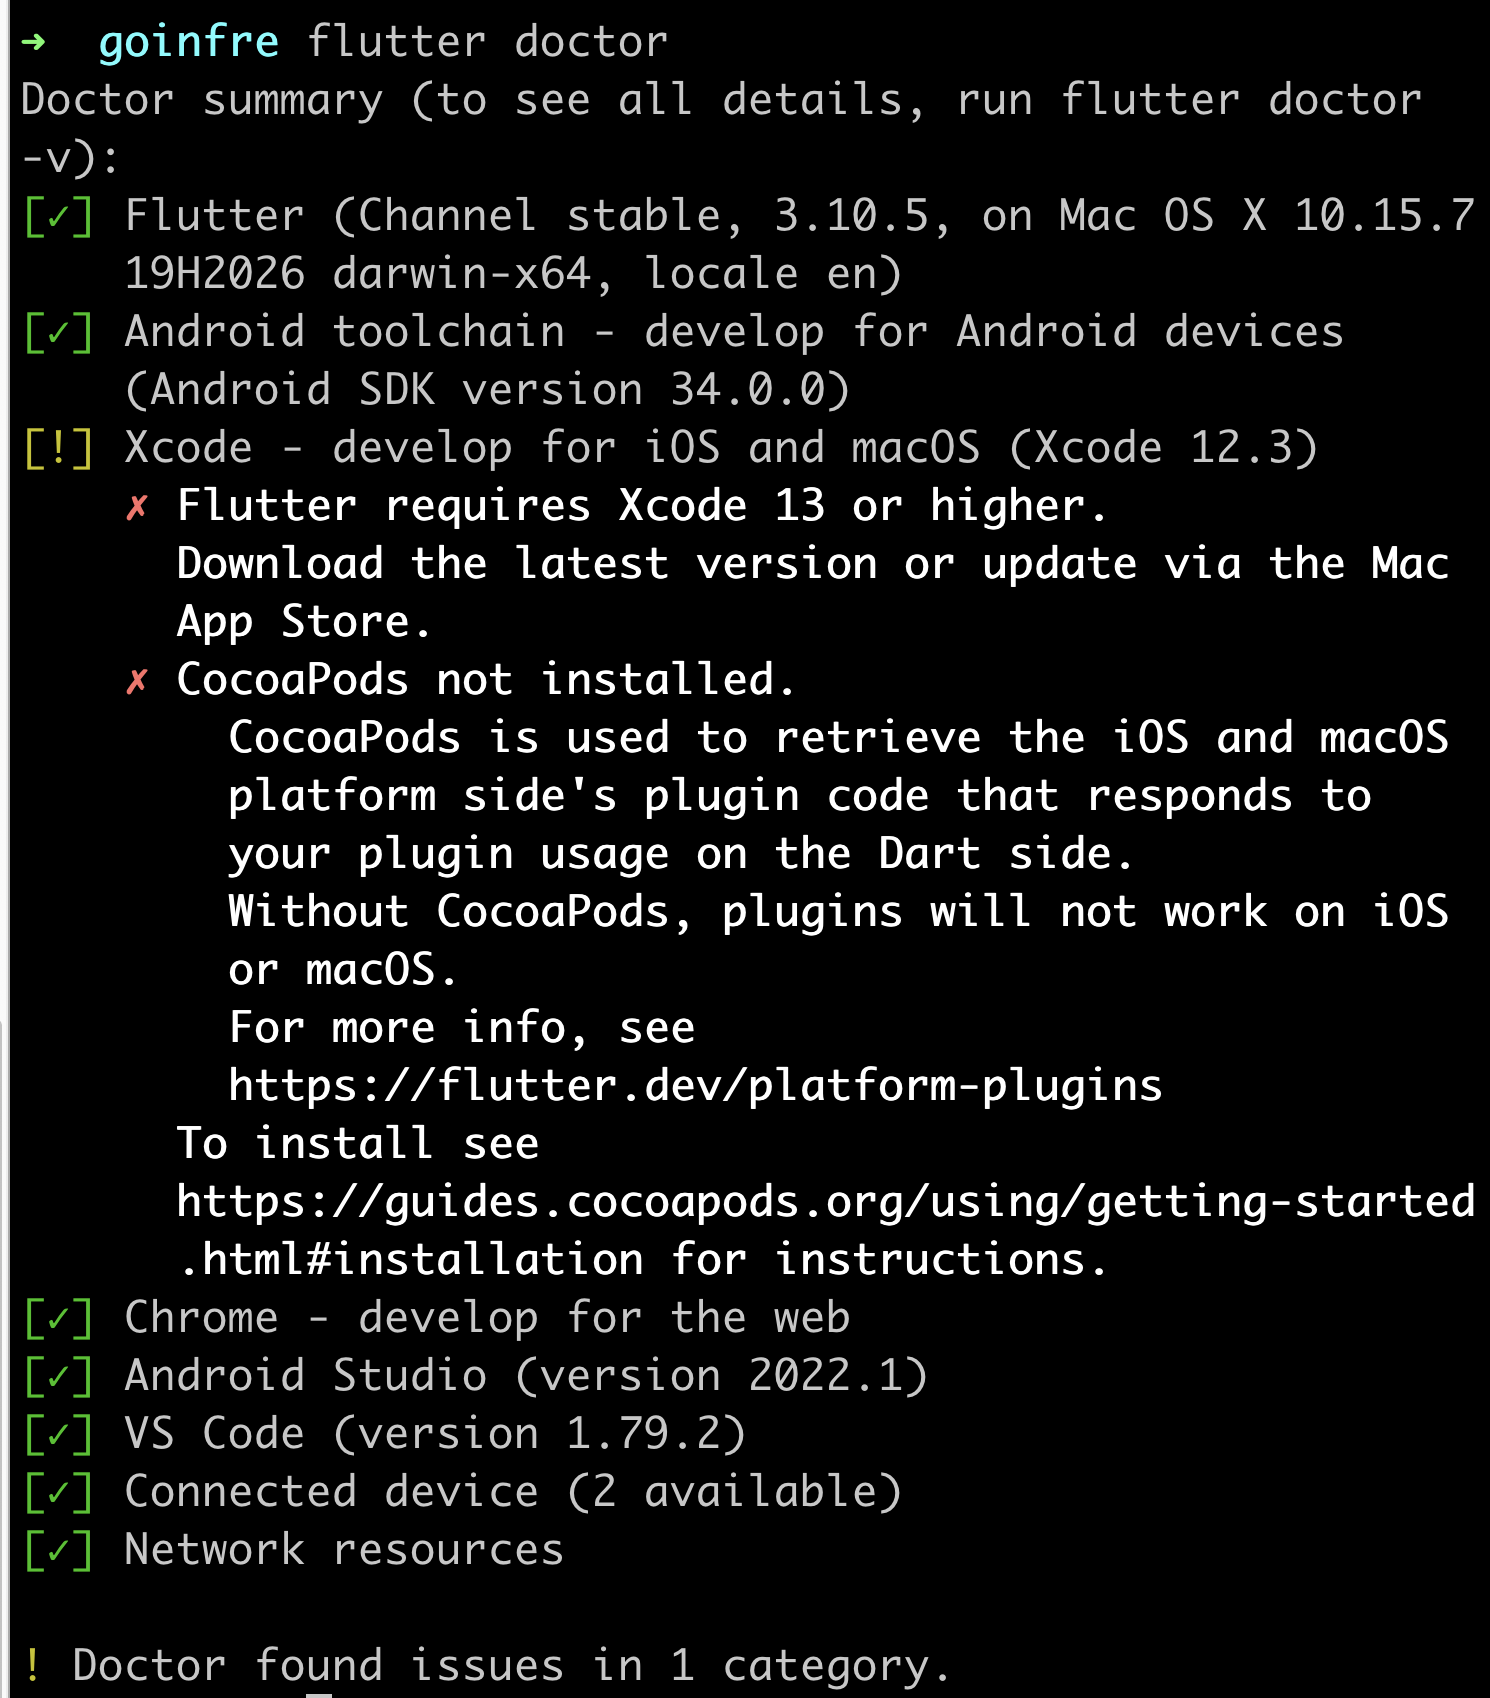 ➜  goinfre flutter doctor
Doctor summary (to see all details, run flutter doctor
-v):
[✓] Flutter (Channel stable, 3.10.5, on Mac OS X 10.15.7
    19H2026 darwin-x64, locale en)
[✓] Android toolchain - develop for Android devices
    (Android SDK version 34.0.0)
[!] Xcode - develop for iOS and macOS (Xcode 12.3)
    ✗ Flutter requires Xcode 13 or higher.
      Download the latest version or update via the Mac
      App Store.
    ✗ CocoaPods not installed.
        CocoaPods is used to retrieve the iOS and macOS
        platform side's plugin code that responds to
        your plugin usage on the Dart side.
        Without CocoaPods, plugins will not work on iOS
        or macOS.
        For more info, see
        https://flutter.dev/platform-plugins
      To install see
      https://guides.cocoapods.org/using/getting-started
      .html#installation for instructions.
[✓] Chrome - develop for the web
[✓] Android Studio (version 2022.1)
[✓] VS Code (version 1.79.2)
[✓] Connected device (2 available)
[✓] Network resources

! Doctor found issues in 1 category.